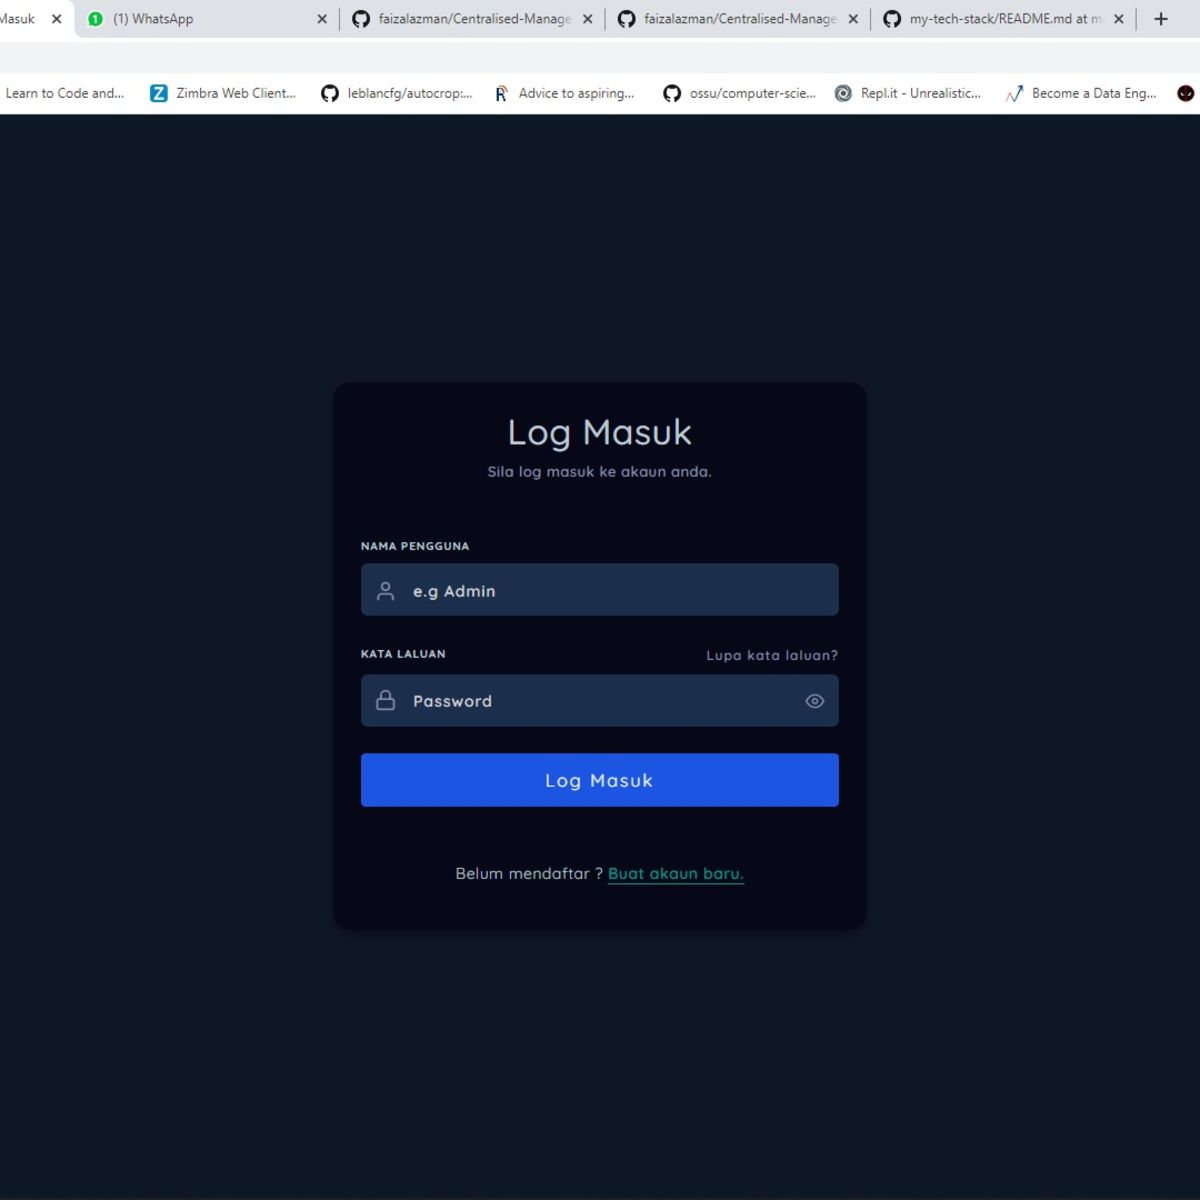 Masuk
(1) WhatsApp
faizalazman/Centralised-Manage
faizalazman/Centralised-Manage
my-tech-stack/README.md at m
Learn to Code and...
Zimbra Web Client...
leblancfg/autocrop:...
Advice to aspiring...
ossu/computer-scie...
Repl.it - Unrealistic...
Become a Data Eng...
Log Masuk
Sila log masuk ke akaun anda.
NAMA PENGGUNA
e.g Admin
KATA LALUAN
Lupa kata laluan?
Password
Log Masuk
Belum mendaftar ? Buat akaun baru.